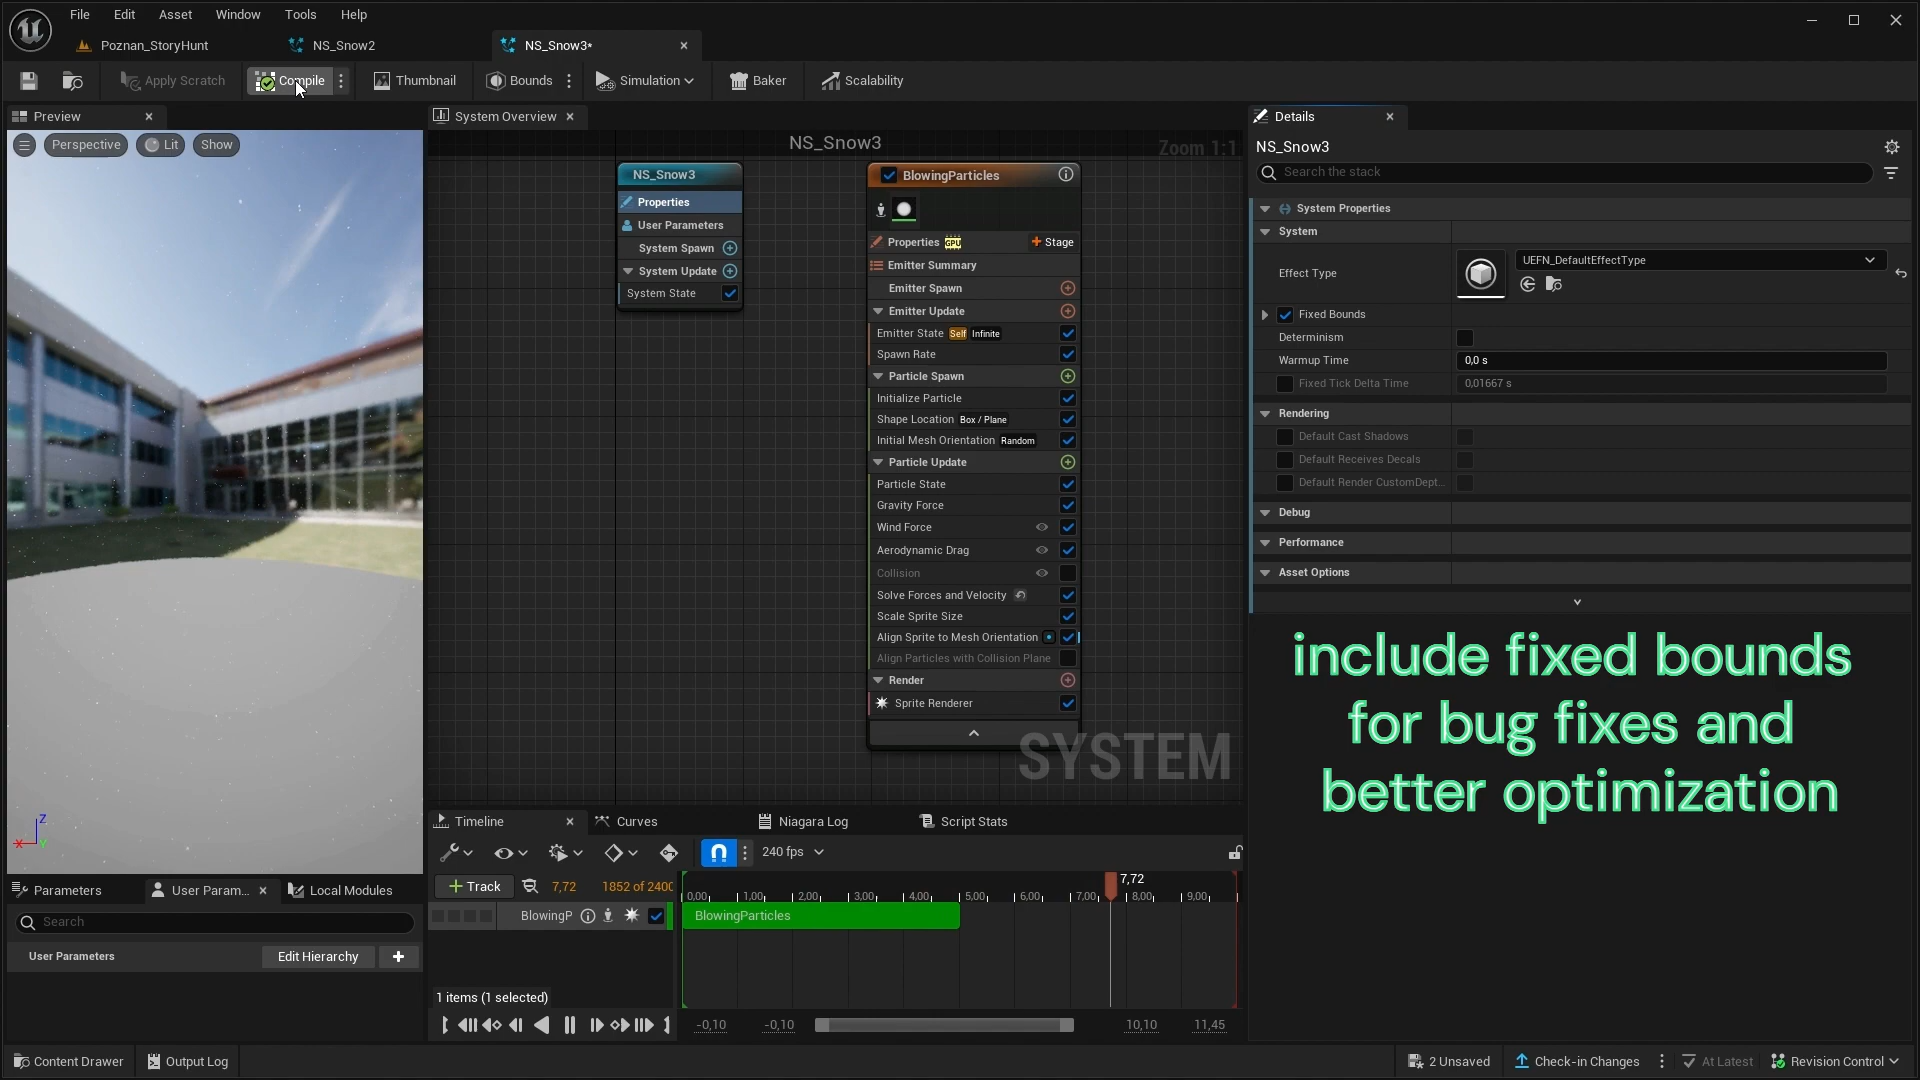 File Edit Asset Window Tools Help
Poznan_StoryHunt NS_Snow2 NS_Snow3*
Apply Scratch Compile Thumbnail Bounds Simulation Baker Scalability
Preview System Overview Details
Perspective Lit Show
NS_Snow3
Zoom 1:1
NS_Snow3
Search the stack
NS_Snow3
Properties
User Parameters
System Spawn
System Update
System State
BlowingParticles
Properties GPU Stage
Emitter Summary
Emitter Spawn
Emitter Update
Emitter State Self Infinite
Spawn Rate
Particle Spawn
Initialize Particle
Shape Location Box / Plane
Initial Mesh Orientation Random
Particle Update
Particle State
Gravity Force
Wind Force
Aerodynamic Drag
Collision
Solve Forces and Velocity
Scale Sprite Size
Align Sprite to Mesh Orientation
Align Particles with Collision Plane
Render
Sprite Renderer
SYSTEM
System Properties
System
Effect Type UEFN_DefaultEffectType
Fixed Bounds
Determinism
Warmup Time 0,0 s
Fixed Tick Delta Time 0,01667 s
Rendering
Default Cast Shadows
Default Receives Decals
Default Render CustomDept...
Debug
Performance
Asset Options
include fixed bounds
for bug fixes and
better optimization
Z
X Y
Timeline Curves Niagara Log Script Stats
240 fps
Track 7,72 1852 of 2400
7,72
0,00 1,00 2,00 3,00 4,00 5,00 6,00 7,00 8,00 9,00
BlowingP BlowingParticles
1 items (1 selected)
-0,10 -0,10 10,10 11,45
Parameters User Param... Local Modules
Search
User Parameters Edit Hierarchy
Content Drawer Output Log 2 Unsaved Check-in Changes At Latest Revision Control